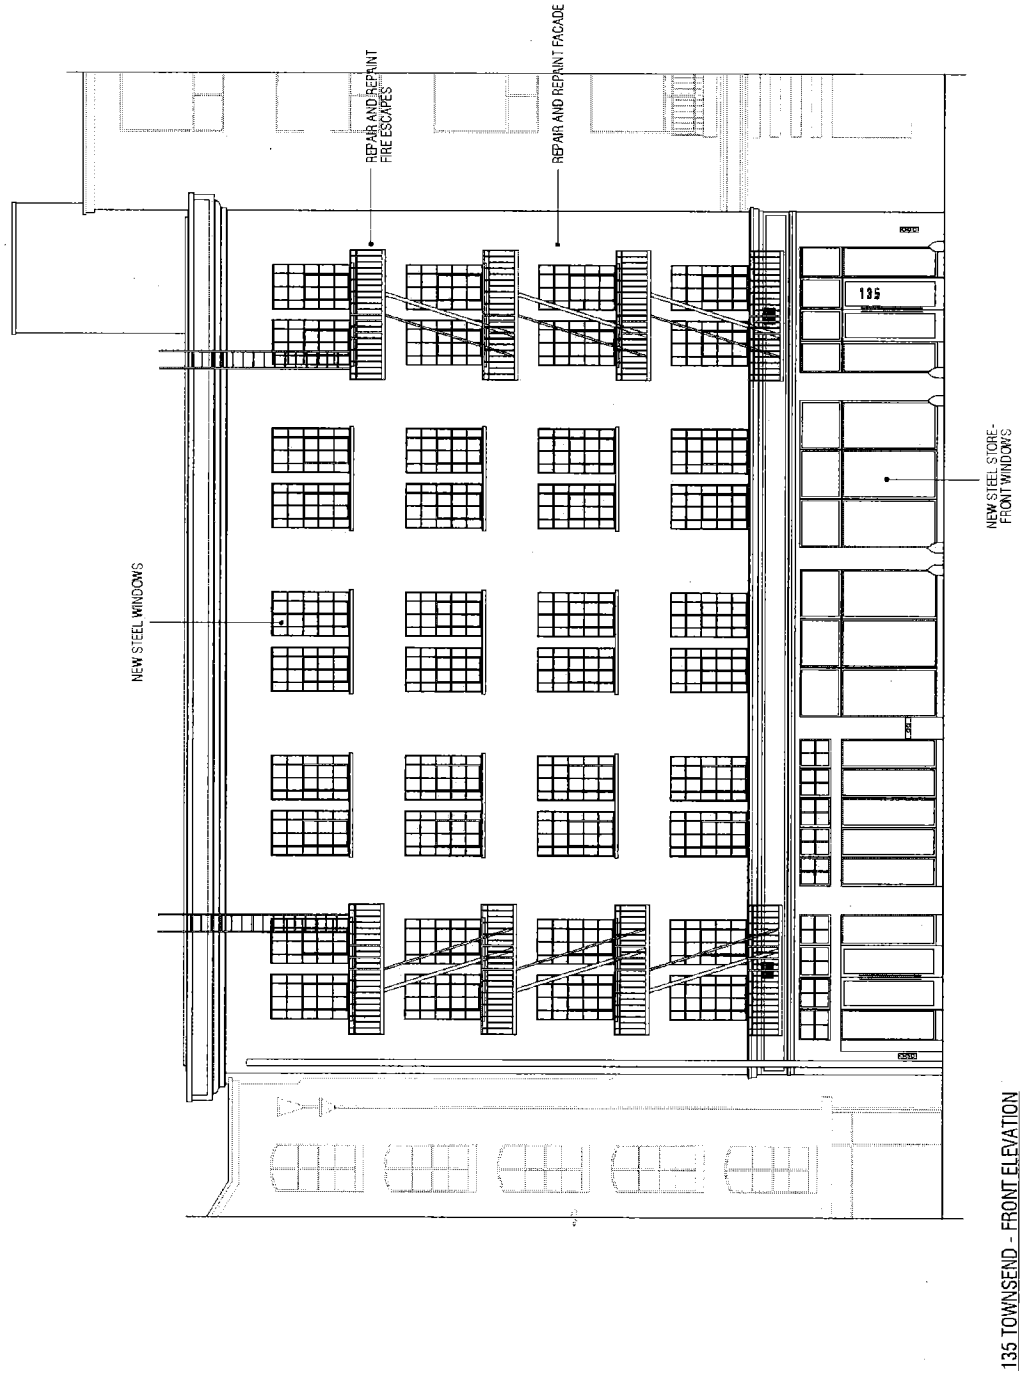 NEW STEEL WINDOWS
REPAIR AND REPAINT
FIRE ESCAPES
REPAIR AND REPAINT FACADE
135
NEW STEEL STORE-
FRONT WINDOWS
135 TOWNSEND - FRONT ELEVATION